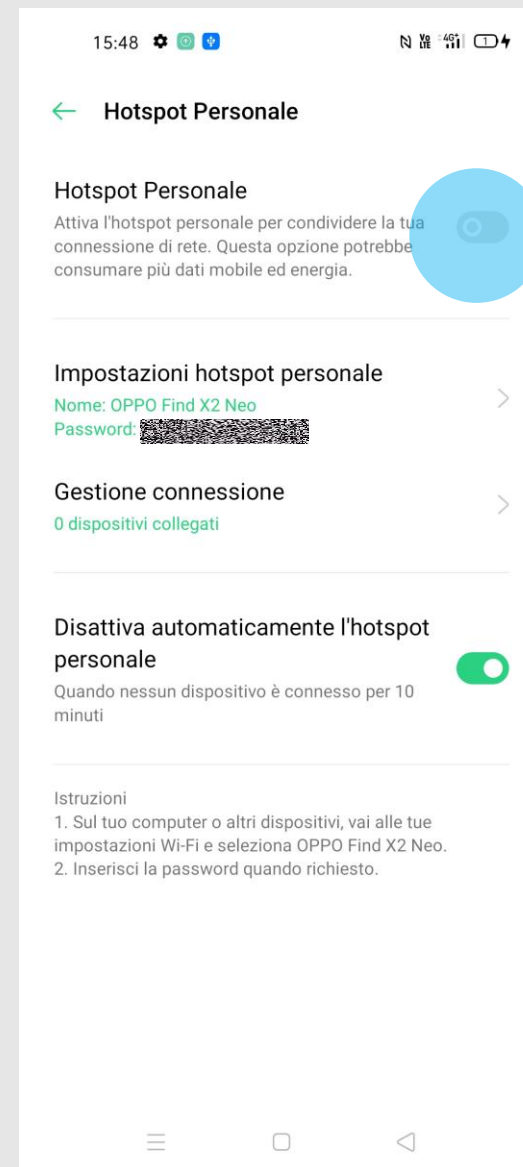 15:48
VoLTE 4G+ 1
Hotspot Personale
Hotspot Personale
Attiva l'hotspot personale per condividere la tua
connessione di rete. Questa opzione potrebbe
consumare più dati mobile ed energia.
Impostazioni hotspot personale
Nome: OPPO Find X2 Neo
Password:
Gestione connessione
0 dispositivi collegati
Disattiva automaticamente l'hotspot
personale
Quando nessun dispositivo è connesso per 10
minuti
Istruzioni
1. Sul tuo computer o altri dispositivi, vai alle tue
impostazioni Wi-Fi e seleziona OPPO Find X2 Neo.
2. Inserisci la password quando richiesto.